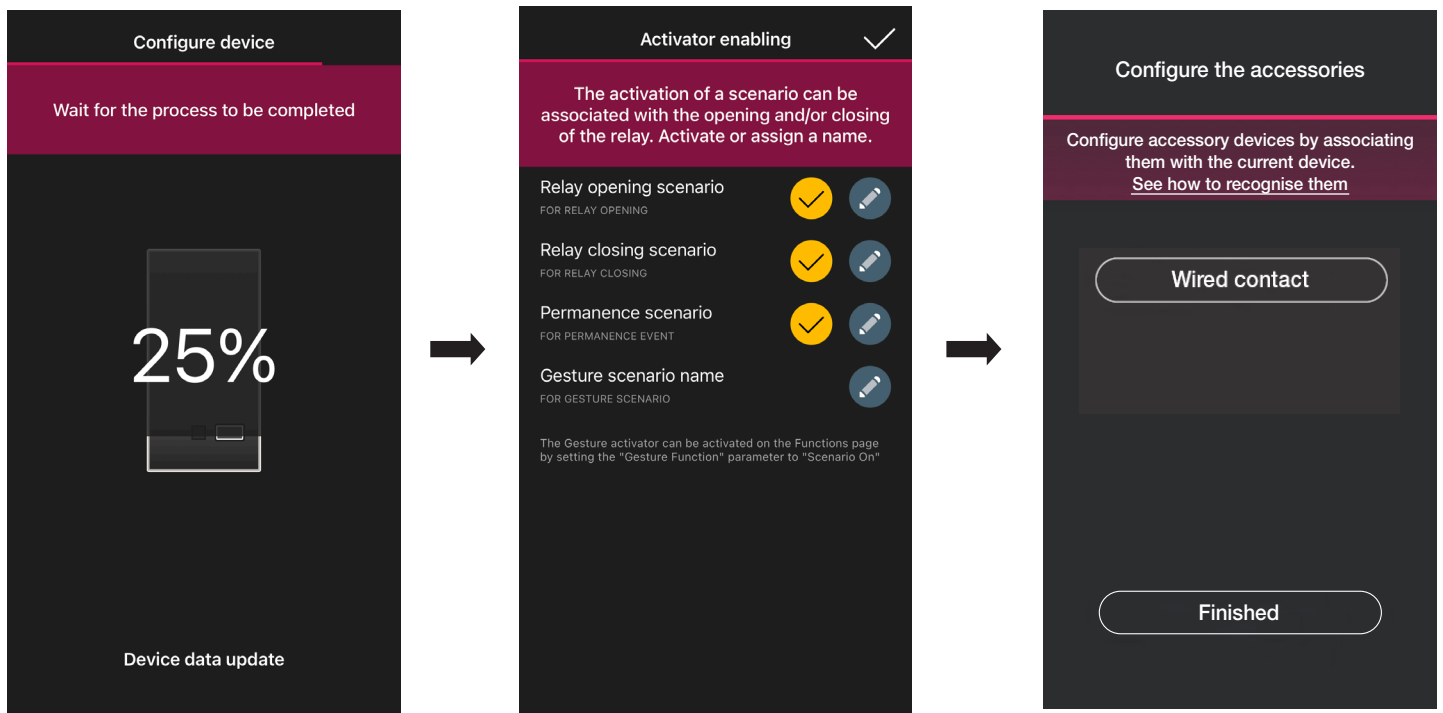 Configure device
Wait for the process to be completed
25%
Device data update
Activator enabling
The activation of a scenario can be
associated with the opening and/or closing
of the relay. Activate or assign a name.
Relay opening scenario
FOR RELAY OPENING
Relay closing scenario
FOR RELAY CLOSING
Permanence scenario
FOR PERMANENCE EVENT
Gesture scenario name
FOR GESTURE SCENARIO
The Gesture activator can be activated on the Functions page
by setting the "Gesture Function" parameter to "Scenario On"
Configure the accessories
Configure accessory devices by associating
them with the current device.
See how to recognise them
Wired contact
Finished